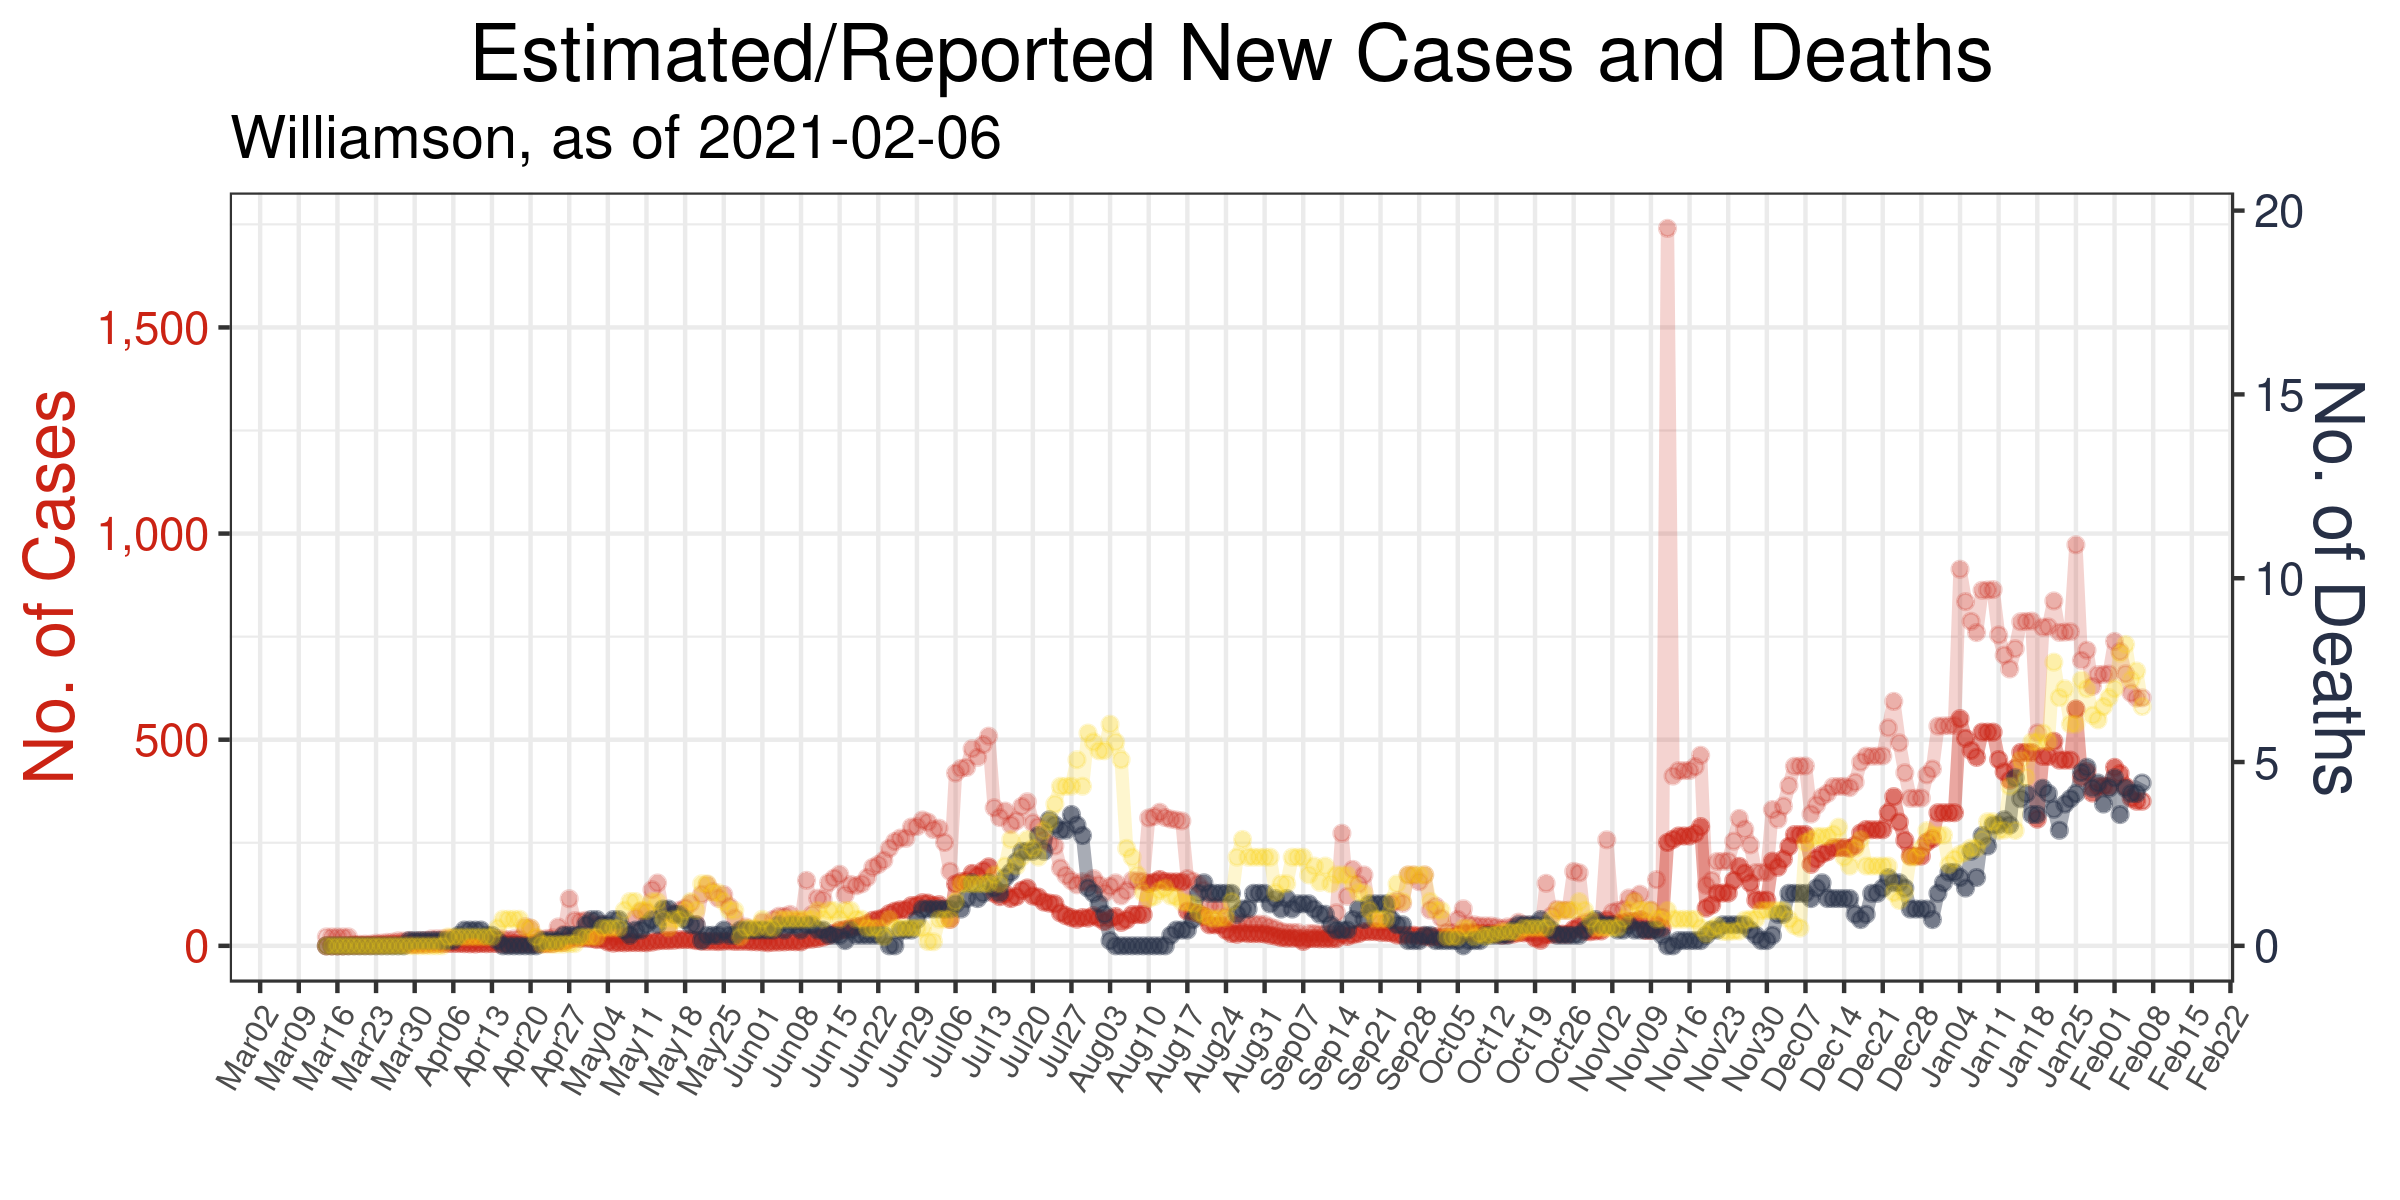 Estimated/Reported New Cases and Deaths
Williamson, as of 2021-02-06
No. of Cases
1,500
1,000
500
0
20
15
10
5
0
No. of Deaths
Mar02
Mar09
Mar16
Mar23
Mar30
Apr06
Apr13
Apr20
Apr27
May04
May11
May18
May25
Jun01
Jun08
Jun15
Jun22
Jun29
Jul06
Jul13
Jul20
Jul27
Aug03
Aug10
Aug17
Aug24
Aug31
Sep07
Sep14
Sep21
Sep28
Oct05
Oct12
Oct19
Oct26
Nov02
Nov09
Nov16
Nov23
Nov30
Dec07
Dec14
Dec21
Dec28
Dec04
Jan11
Jan18
Jan25
Feb01
Feb08
Feb15
Feb22